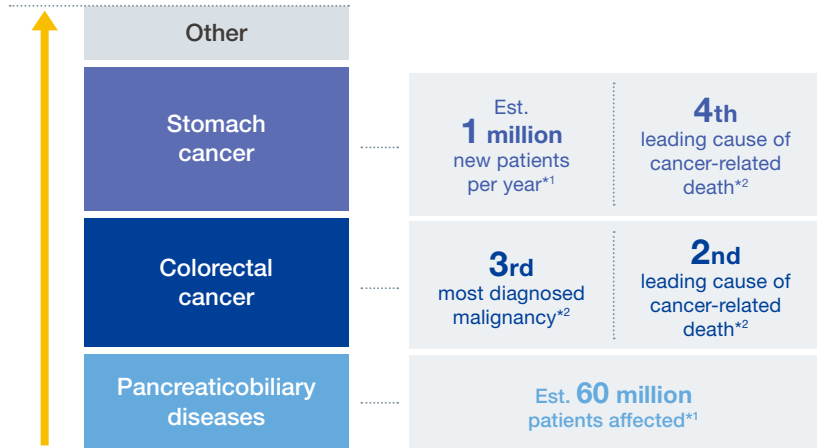 Other
Stomach
cancer
Est.
1 million
new patients
per year*1
4th
leading cause of
cancer-related
death*2
Colorectal
cancer
3rd
most diagnosed
malignancy*2
2nd
leading cause of
cancer-related
death*2
Pancreaticobiliary
diseases
Est. 60 million
patients affected*1